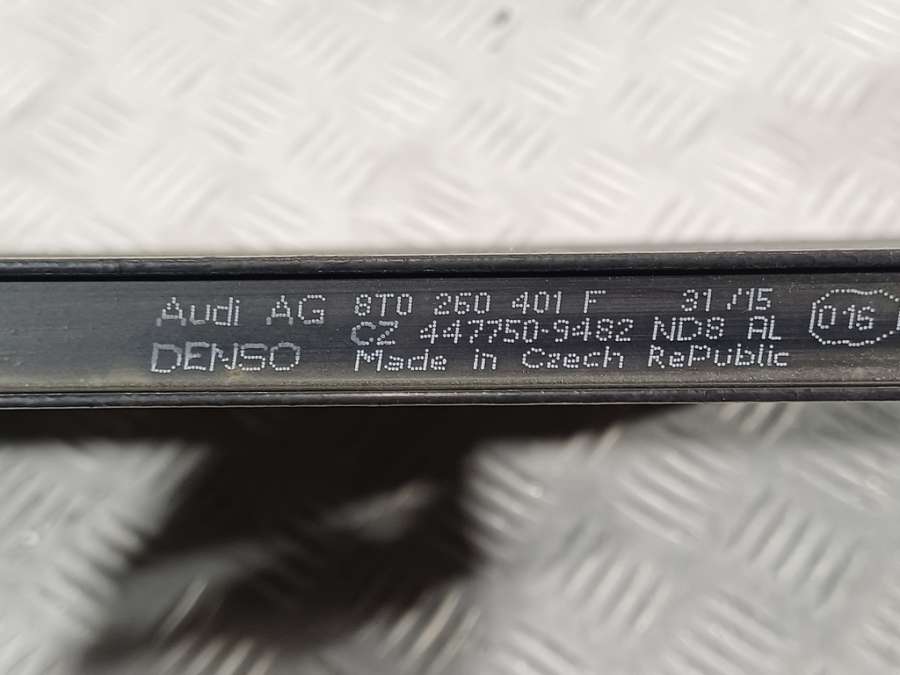 Audi AG 8T0 260 401 F 31/15
CZ 447750-9482 ND8 AL 016
DENSO Made in Czech RePublic